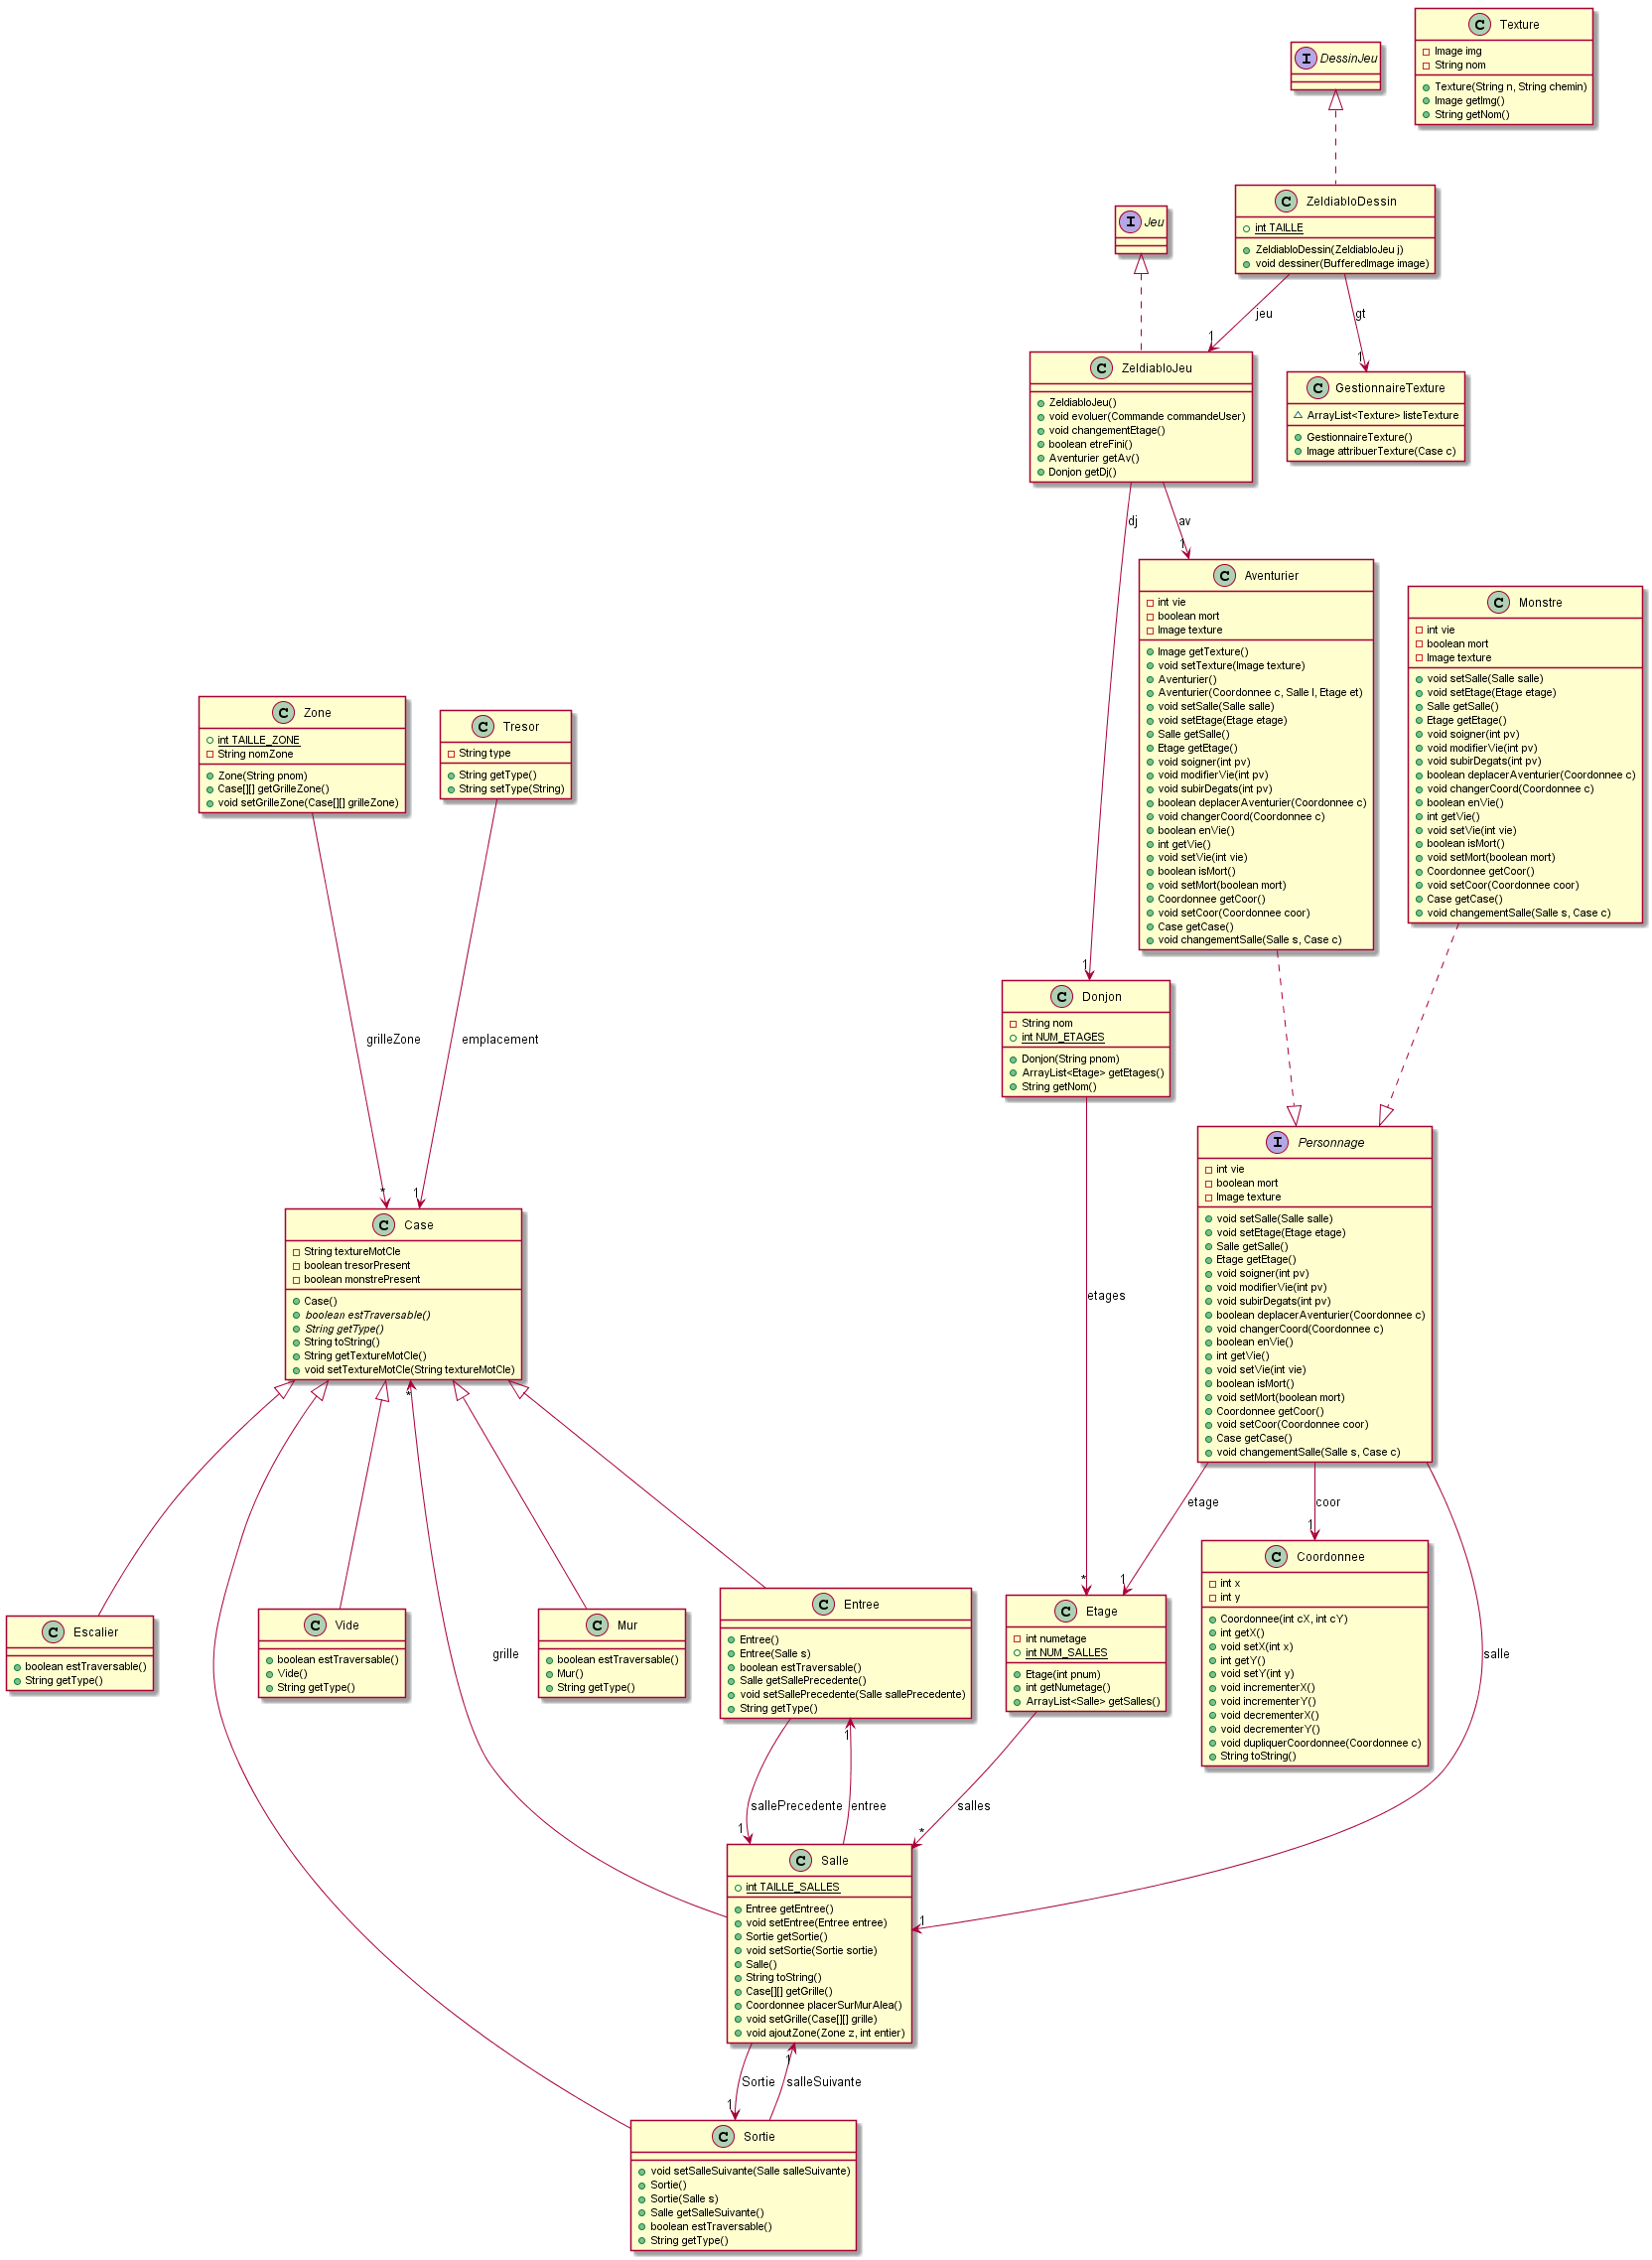 C Texture
Image img
String nom
Texture(String n, String chemin)
Image getImg()
String getNom()
I DessinJeu
C ZeldiabloDessin
int TAILLE
ZeldiabloDessin(ZeldiabloJeu j)
void dessiner(BufferedImage image)
I Jeu
jeu
gt
1
1
C ZeldiabloJeu
ZeldiabloJeu()
void evoluer(Commande commandeUser)
void changementEtage()
boolean etreFini()
Aventurier getAv()
Donjon getDj()
C GestionnaireTexture
ArrayList<Texture> listeTexture
GestionnaireTexture()
Image attribuerTexture(Case c)
dj
av
1
C Aventurier
int vie
boolean mort
Image texture
Image getTexture()
void setTexture(Image texture)
Aventurier()
Aventurier(Coordonnee c, Salle l, Etage et)
void setSalle(Salle salle)
void setEtage(Etage etage)
Salle getSalle()
Etage getEtage()
void soigner(int pv)
void modifierVie(int pv)
void subirDegats(int pv)
boolean deplacerAventurier(Coordonnee c)
void changerCoord(Coordonnee c)
boolean enVie()
int getVie()
void setVie(int vie)
boolean isMort()
void setMort(boolean mort)
Coordonnee getCoor()
void setCoor(Coordonnee coor)
Case getCase()
void changementSalle(Salle s, Case c)
C Monstre
int vie
boolean mort
Image texture
void setSalle(Salle salle)
void setEtage(Etage etage)
Salle getSalle()
Etage getEtage()
void soigner(int pv)
void modifierVie(int pv)
void subirDegats(int pv)
boolean deplacerAventurier(Coordonnee c)
void changerCoord(Coordonnee c)
boolean enVie()
int getVie()
void setVie(int vie)
boolean isMort()
void setMort(boolean mort)
Coordonnee getCoor()
void setCoor(Coordonnee coor)
Case getCase()
void changementSalle(Salle s, Case c)
C Zone
int TAILLE_ZONE
String nomZone
Zone(String pnom)
Case[][] getGrilleZone()
void setGrilleZone(Case[][] grilleZone)
C Tresor
String type
String getType()
String setType(String)
1
C Donjon
String nom
int NUM_ETAGES
Donjon(String pnom)
ArrayList<Etage> getEtages()
String getNom()
grilleZone
emplacement
*
1
C Case
String textureMotCle
boolean tresorPresent
boolean monstrePresent
Case()
boolean estTraversable()
String getType()
String toString()
String getTextureMotCle()
void setTextureMotCle(String textureMotCle)
*
etages
I Personnage
int vie
boolean mort
Image texture
void setSalle(Salle salle)
void setEtage(Etage etage)
Salle getSalle()
Etage getEtage()
void soigner(int pv)
void modifierVie(int pv)
void subirDegats(int pv)
boolean deplacerAventurier(Coordonnee c)
void changerCoord(Coordonnee c)
boolean enVie()
int getVie()
void setVie(int vie)
boolean isMort()
void setMort(boolean mort)
Coordonnee getCoor()
void setCoor(Coordonnee coor)
Case getCase()
void changementSalle(Salle s, Case c)
etage
coor
*
1
1
C Escalier
boolean estTraversable()
String getType()
C Vide
boolean estTraversable()
Vide()
String getType()
grille
C Mur
boolean estTraversable()
Mur()
String getType()
C Entree
Entree()
Entree(Salle s)
boolean estTraversable()
Salle getSallePrecedente()
void setSallePrecedente(Salle sallePrecedente)
String getType()
C Etage
int numetage
int NUM_SALLES
Etage(int pnum)
int getNumetage()
ArrayList<Salle> getSalles()
C Coordonnee
int x
int y
Coordonnee(int cX, int cY)
int getX()
void setX(int x)
int getY()
void setY(int y)
void incrementerX()
void incrementerY()
void decrementerX()
void decrementerY()
void dupliquerCoordonnee(Coordonnee c)
String toString()
salle
1
sallePrecedente
entree
salles
1
*
1
C Salle
int TAILLE_SALLES
Entree getEntree()
void setEntree(Entree entree)
Sortie getSortie()
void setSortie(Sortie sortie)
Salle()
String toString()
Case[][] getGrille()
Coordonnee placerSurMurAlea()
void setGrille(Case[][] grille)
void ajoutZone(Zone z, int entier)
1
Sortie
salleSuivante
1
C Sortie
void setSalleSuivante(Salle salleSuivante)
Sortie()
Sortie(Salle s)
Salle getSalleSuivante()
boolean estTraversable()
String getType()